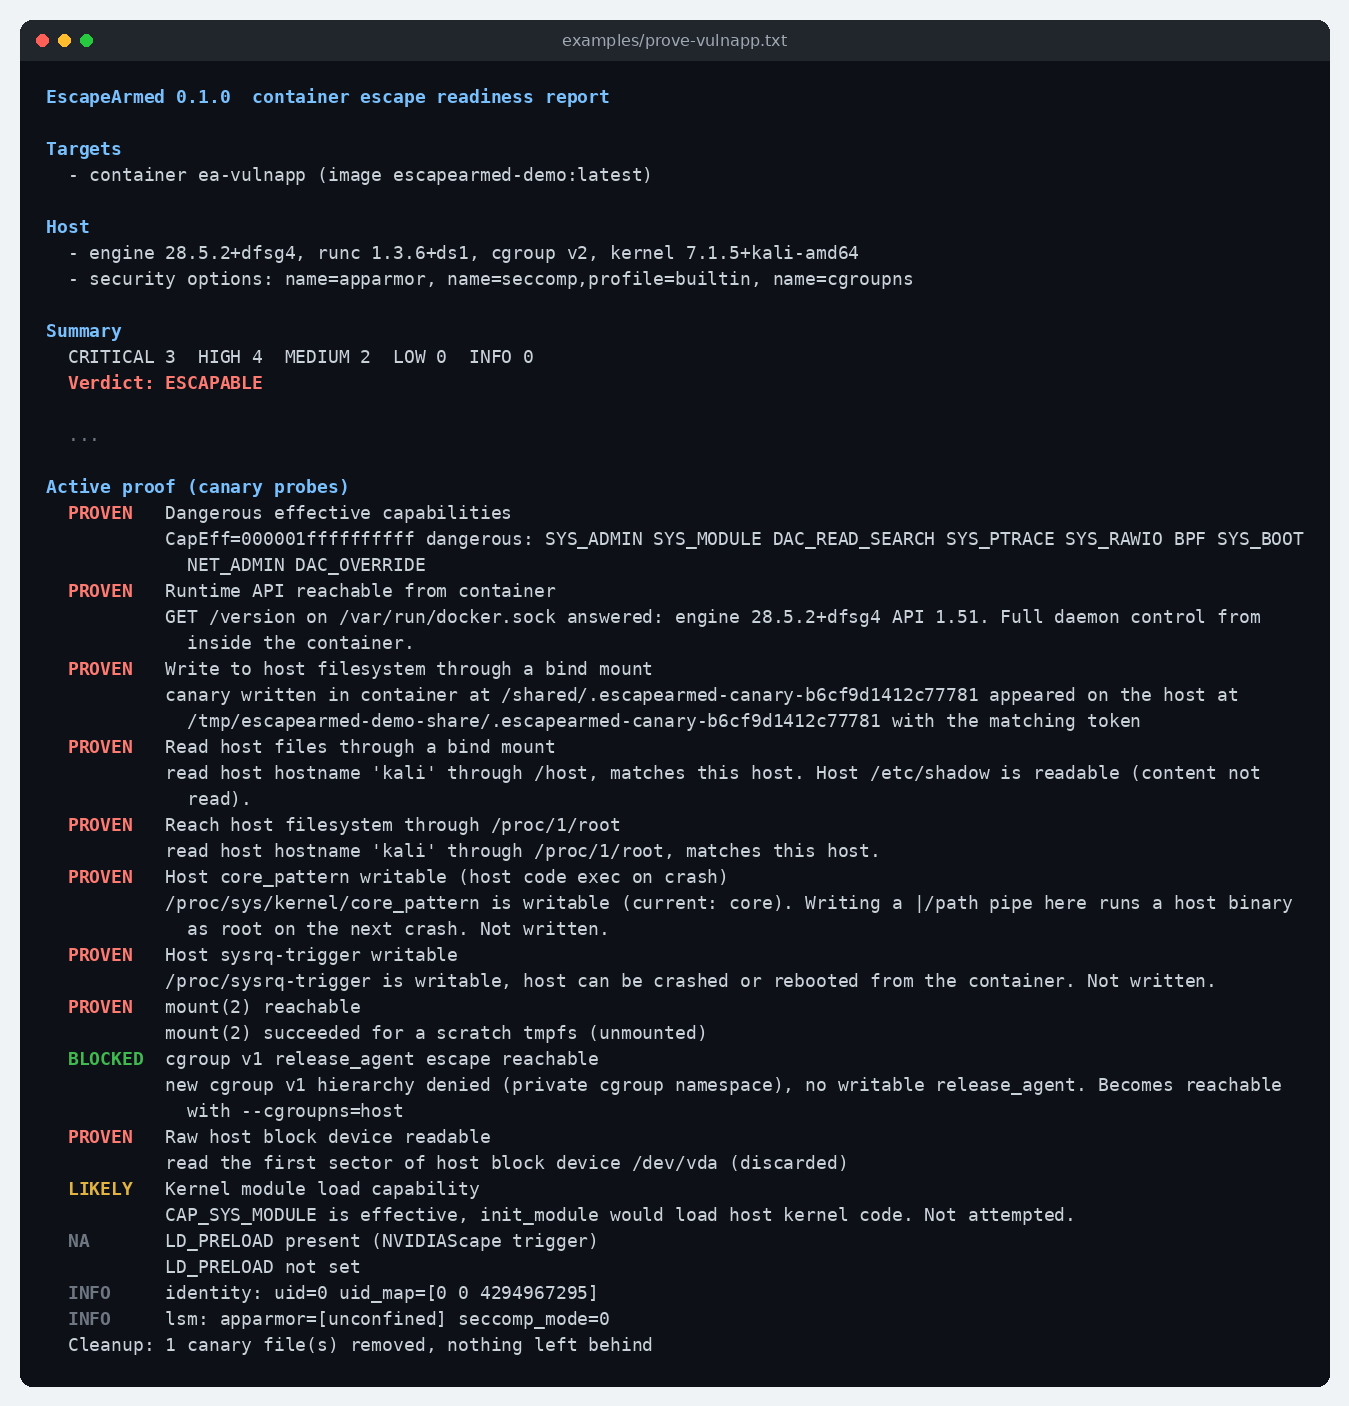 examples/prove-vulnapp.txt
EscapeArmed 0.1.0  container escape readiness report
Targets
- container ea-vulnapp (image escapearmed-demo:latest)
Host
- engine 28.5.2+dfsg4, runc 1.3.6+ds1, cgroup v2, kernel 7.1.5+kali-amd64
- security options: name=apparmor, name=seccomp,profile=builtin, name=cgroupns
Summary
CRITICAL 3  HIGH 4  MEDIUM 2  LOW 0  INFO 0
Verdict: ESCAPABLE
...
Active proof (canary probes)
PROVEN   Dangerous effective capabilities
CapEff=000001ffffffffff dangerous: SYS_ADMIN SYS_MODULE DAC_READ_SEARCH SYS_PTRACE SYS_RAWIO BPF SYS_BOOT
NET_ADMIN DAC_OVERRIDE
PROVEN   Runtime API reachable from container
GET /version on /var/run/docker.sock answered: engine 28.5.2+dfsg4 API 1.51. Full daemon control from
inside the container.
PROVEN   Write to host filesystem through a bind mount
canary written in container at /shared/.escapearmed-canary-b6cf9d1412c77781 appeared on the host at
/tmp/escapearmed-demo-share/.escapearmed-canary-b6cf9d1412c77781 with the matching token
PROVEN   Read host files through a bind mount
read host hostname 'kali' through /host, matches this host. Host /etc/shadow is readable (content not
read).
PROVEN   Reach host filesystem through /proc/1/root
read host hostname 'kali' through /proc/1/root, matches this host.
PROVEN   Host core_pattern writable (host code exec on crash)
/proc/sys/kernel/core_pattern is writable (current: core). Writing a |/path pipe here runs a host binary
as root on the next crash. Not written.
PROVEN   Host sysrq-trigger writable
/proc/sysrq-trigger is writable, host can be crashed or rebooted from the container. Not written.
PROVEN   mount(2) reachable
mount(2) succeeded for a scratch tmpfs (unmounted)
BLOCKED  cgroup v1 release_agent escape reachable
new cgroup v1 hierarchy denied (private cgroup namespace), no writable release_agent. Becomes reachable
with --cgroupns=host
PROVEN   Raw host block device readable
read the first sector of host block device /dev/vda (discarded)
LIKELY   Kernel module load capability
CAP_SYS_MODULE is effective, init_module would load host kernel code. Not attempted.
NA       LD_PRELOAD present (NVIDIAScape trigger)
LD_PRELOAD not set
INFO     identity: uid=0 uid_map=[0 0 4294967295]
INFO     lsm: apparmor=[unconfined] seccomp_mode=0
Cleanup: 1 canary file(s) removed, nothing left behind